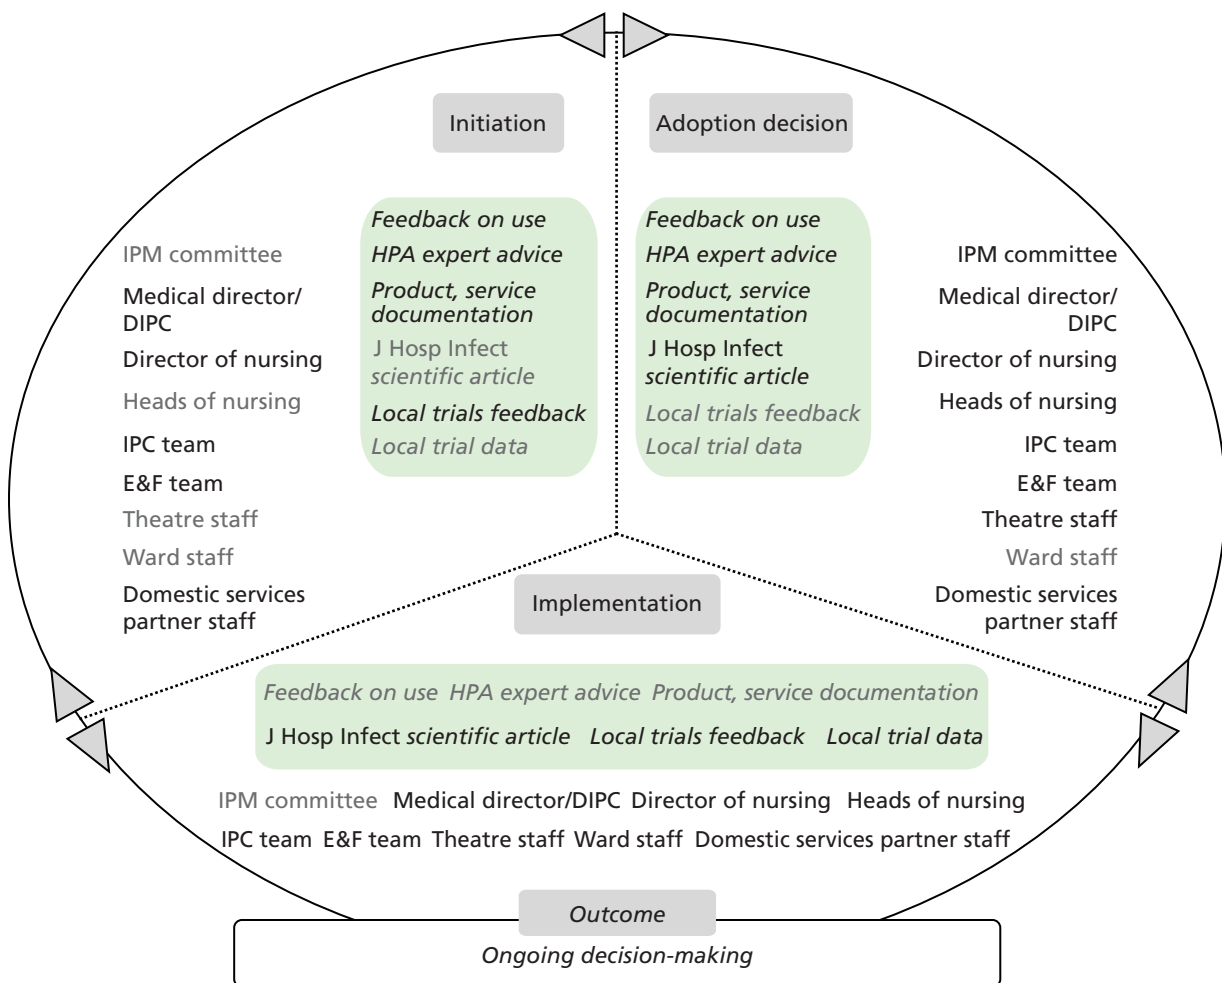 Initiation
Adoption decision
Feedback on use
HPA expert advice
Product, service
documentation
J Hosp Infect
scientific article
Local trials feedback
Local trial data
Feedback on use
HPA expert advice
Product, service
documentation
J Hosp Infect
scientific article
Local trials feedback
Local trial data
IPM committee
Medical director/
DIPC
Director of nursing
Heads of nursing
IPC team
E&F team
Theatre staff
Ward staff
Domestic services
partner staff
IPM committee
Medical director/
DIPC
Director of nursing
Heads of nursing
IPC team
E&F team
Theatre staff
Ward staff
Domestic services
partner staff
Implementation
Feedback on use HPA expert advice Product, service documentation
J Hosp Infect scientific article Local trials feedback Local trial data
IPM committee Medical director/DIPC Director of nursing Heads of nursing
IPC team E&F team Theatre staff Ward staff Domestic services partner staff
Outcome
Ongoing decision-making